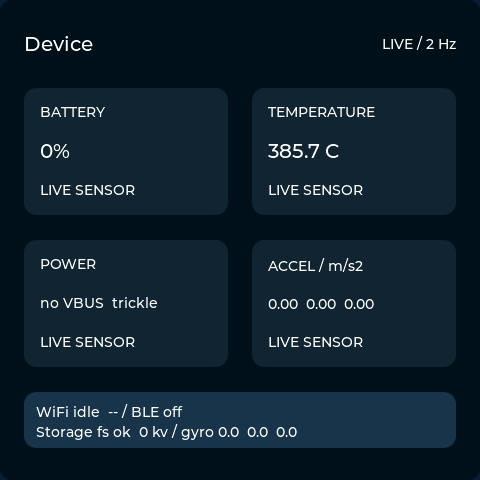 Device
LIVE / 2 Hz
BATTERY
0%
LIVE SENSOR
TEMPERATURE
385.7 C
LIVE SENSOR
POWER
no VBUS  trickle
LIVE SENSOR
ACCEL / m/s2
0.00  0.00  0.00
LIVE SENSOR
WiFi idle  -- / BLE off
Storage fs ok  0 kv / gyro 0.0  0.0  0.0